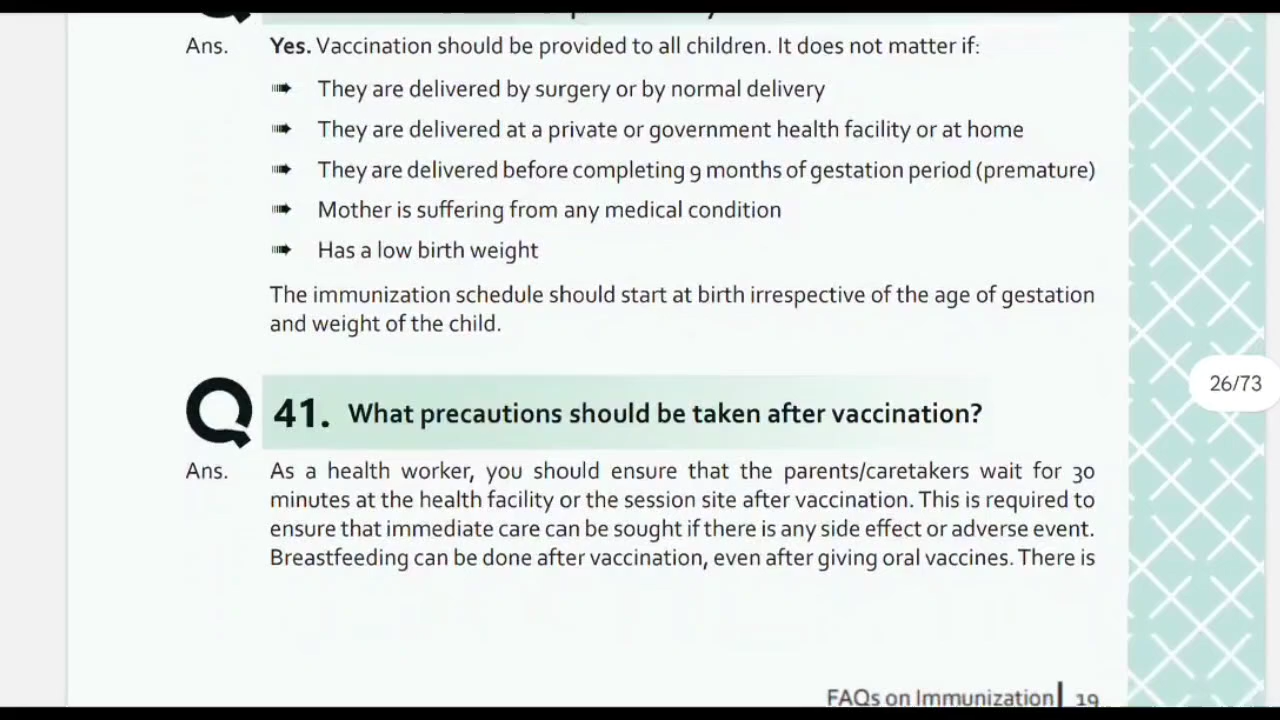 Ans. Yes. Vaccination should be provided to all children. It does not matter if:
They are delivered by surgery or by normal delivery
They are delivered at a private or government health facility or at home
They are delivered before completing 9 months of gestation period (premature)
Mother is suffering from any medical condition
Has a low birth weight
The immunization schedule should start at birth irrespective of the age of gestation
and weight of the child.
Q 41. What precautions should be taken after vaccination?
Ans. As a health worker, you should ensure that the parents/caretakers wait for 30
minutes at the health facility or the session site after vaccination. This is required to
ensure that immediate care can be sought if there is any side effect or adverse event.
Breastfeeding can be done after vaccination, even after giving oral vaccines. There is
26/73
FAQs on Immunization 19